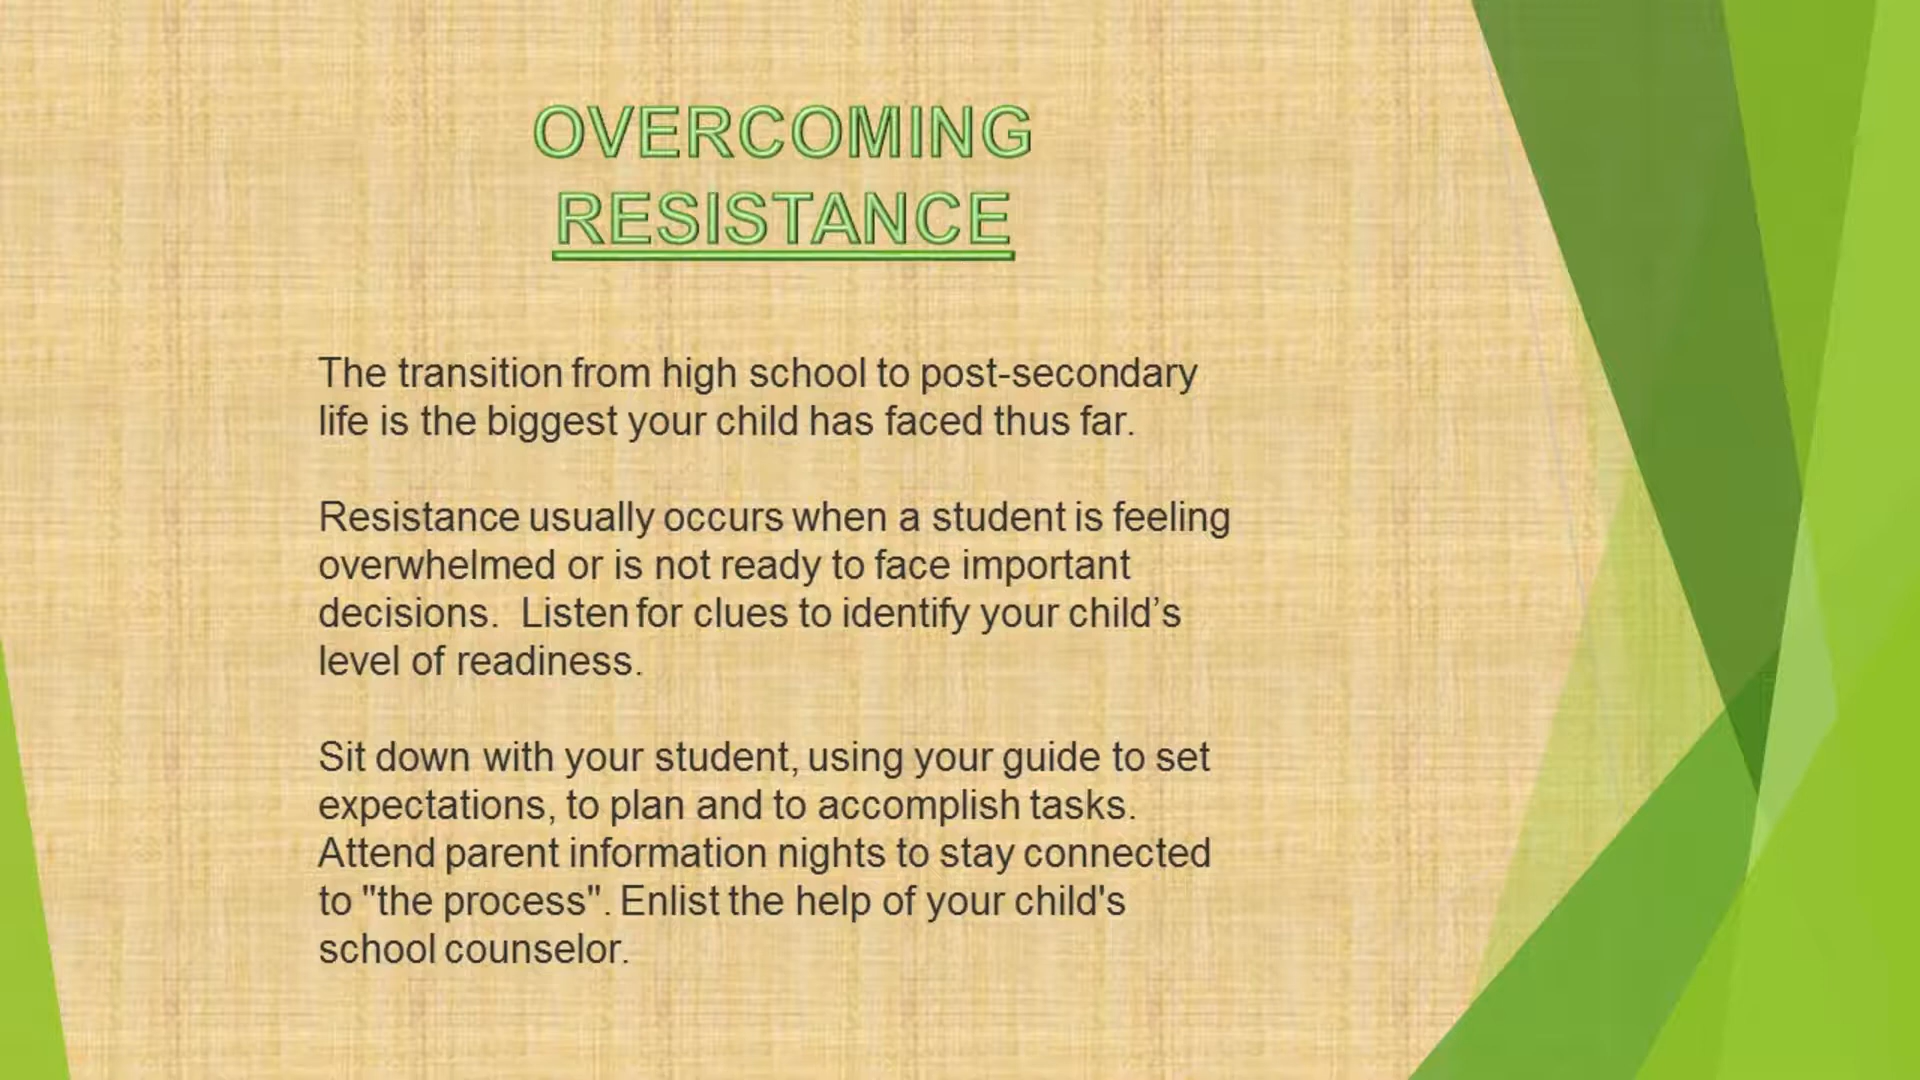 OVERCOMING
RESISTANCE
The transition from high school to post-secondary
life is the biggest your child has faced thus far.
Resistance usually occurs when a student is feeling
overwhelmed or is not ready to face important
decisions.  Listen for clues to identify your child’s
level of readiness.
Sit down with your student, using your guide to set
expectations, to plan and to accomplish tasks.
Attend parent information nights to stay connected
to "the process". Enlist the help of your child's
school counselor.